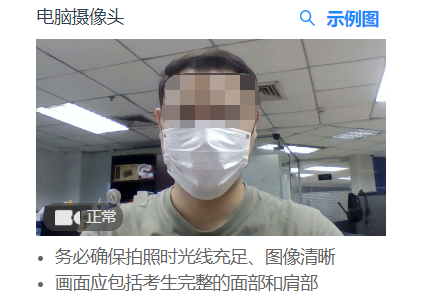 电脑摄像头
示例图
正常
务必确保拍照时光线充足、图像清晰
画面应包括考生完整的面部和肩部